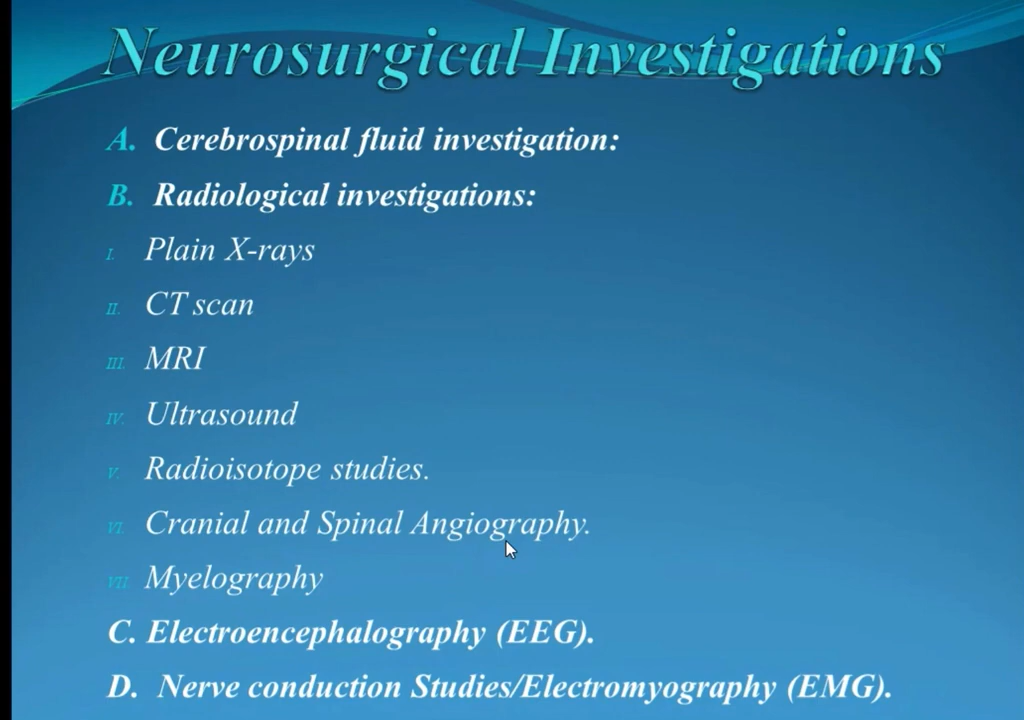 Neurosurgical Investigations
A. Cerebrospinal fluid investigation:
B. Radiological investigations:
I. Plain X-rays
II. CT scan
III. MRI
IV. Ultrasound
V. Radioisotope studies.
VI. Cranial and Spinal Angiography.
VII. Myelography
C. Electroencephalography (EEG).
D. Nerve conduction Studies/Electromyography (EMG).